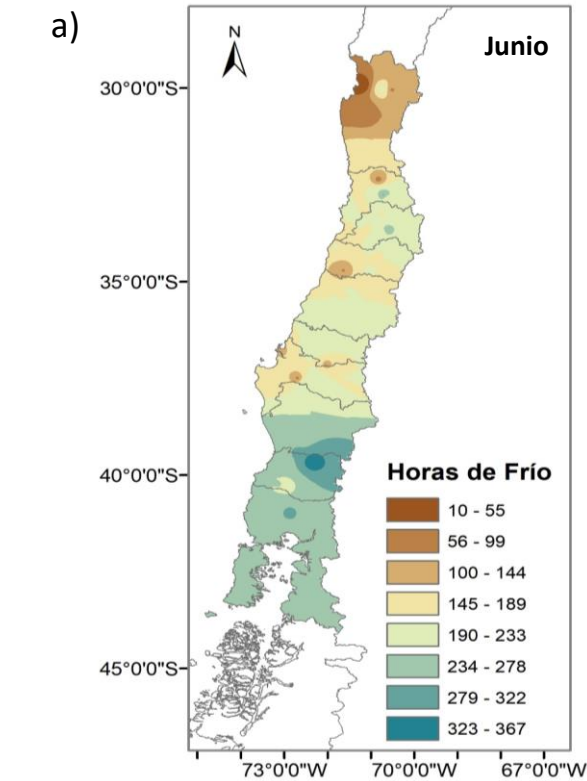 a)
N
Junio
30°0'0"S
35°0'0"S
40°0'0"S
45°0'0"S
Horas de Frío
10 - 55
56 - 99
100 - 144
145 - 189
190 - 233
234 - 278
279 - 322
323 - 367
73°0'0"W 70°0'0"W 67°0'0"W